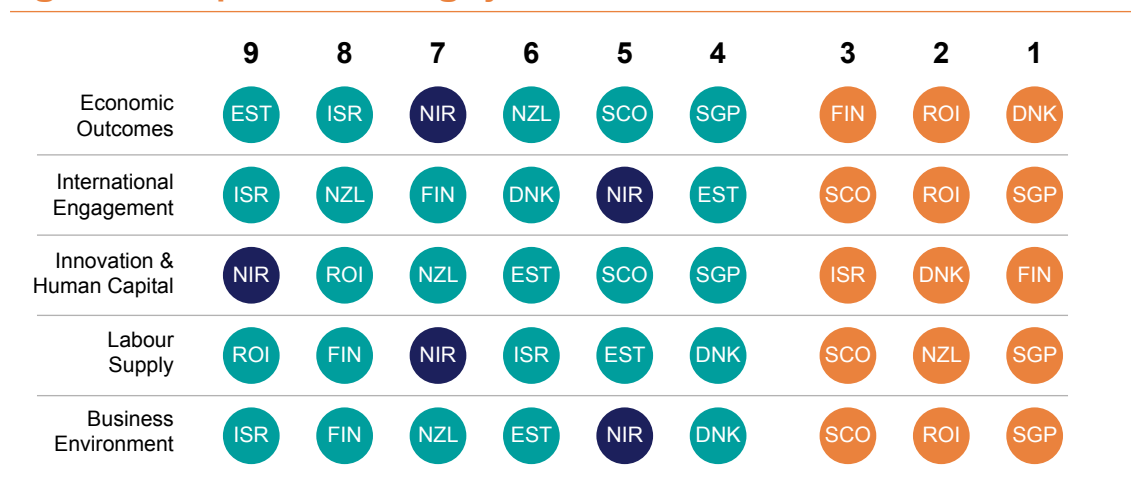 9 8 7 6 5 4 3 2 1
Economic
Outcomes
EST ISR NIR NZL SCO SGP FIN ROI DNK
International
Engagement
ISR NZL FIN DNK NIR EST SCO ROI SGP
Innovation &
Human Capital
NIR ROI NZL EST SCO SGP ISR DNK FIN
Labour
Supply
ROI FIN NIR ISR EST DNK SCO NZL SGP
Business
Environment
ISR FIN NZL EST NIR DNK SCO ROI SGP